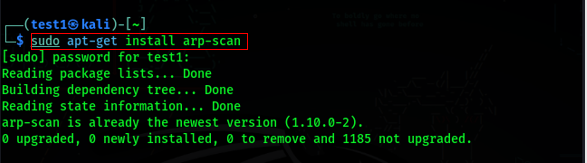 ┌──(test1㉿kali)-[~]
└─$ sudo apt-get install arp-scan
[sudo] password for test1:
Reading package lists... Done
Building dependency tree... Done
Reading state information... Done
arp-scan is already the newest version (1.10.0-2).
0 upgraded, 0 newly installed, 0 to remove and 1185 not upgraded.